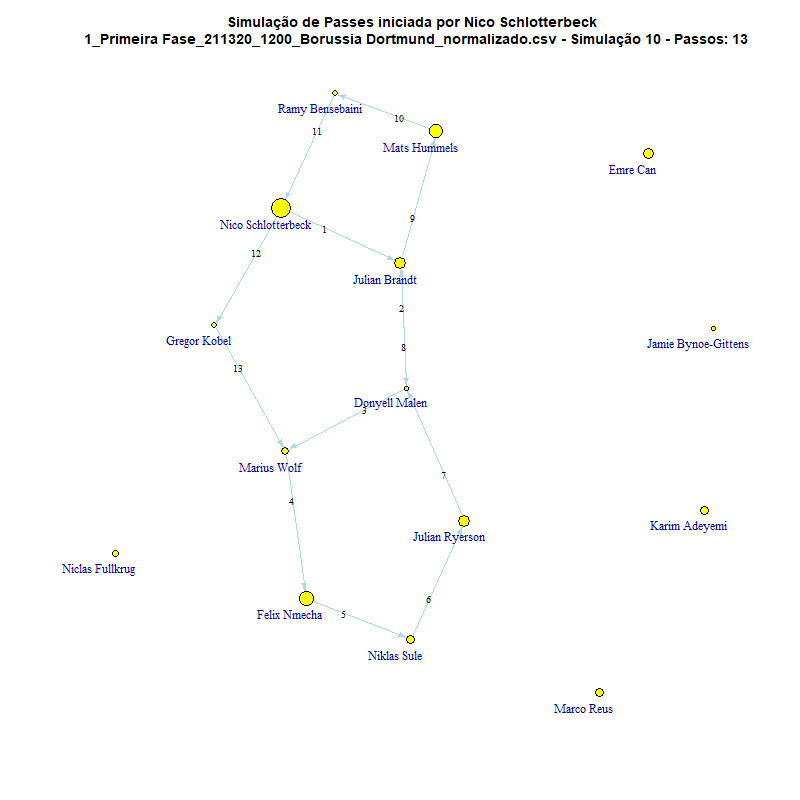 Simulação de Passes iniciada por Nico Schlotterbeck
1_Primeira Fase_211320_1200_Borussia Dortmund_normalizado.csv - Simulação 10 - Passos: 13
Ramy Bensebaini
10
11
Mats Hummels
Emre Can
Nico Schlotterbeck
1
9
12
Julian Brandt
2
Gregor Kobel
Jamie Bynoe-Gittens
8
13
Donyell Malen
3
Marius Wolf
7
4
Karim Adeyemi
Julian Ryerson
Niclas Fullkrug
6
Felix Nmecha
5
Niklas Sule
Marco Reus